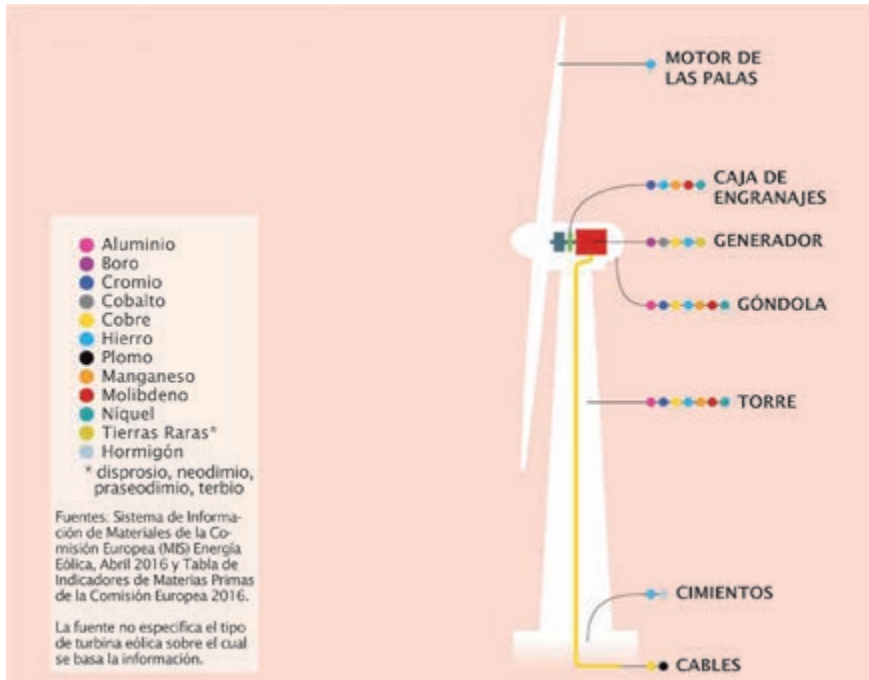 MOTOR DE
LAS PALAS
CAJA DE
ENGRANAJES
GENERADOR
GÓNDOLA
TORRE
CIMIENTOS
CABLES
Aluminio
Boro
Cromio
Cobalto
Cobre
Hierro
Plomo
Manganeso
Molibdeno
Níquel
Tierras Raras*
Hormigón
* disprosio, neodimio,
praseodimio, terbio
Fuentes: Sistema de Informa-
ción de Materiales de la Co-
misión Europea (MIS) Energía
Eólica, Abril 2016 y Tabla de
Indicadores de Materias Primas
de la Comisión Europea 2016.
La fuente no especifica el tipo
de turbina eólica sobre el cual
se basa la información.